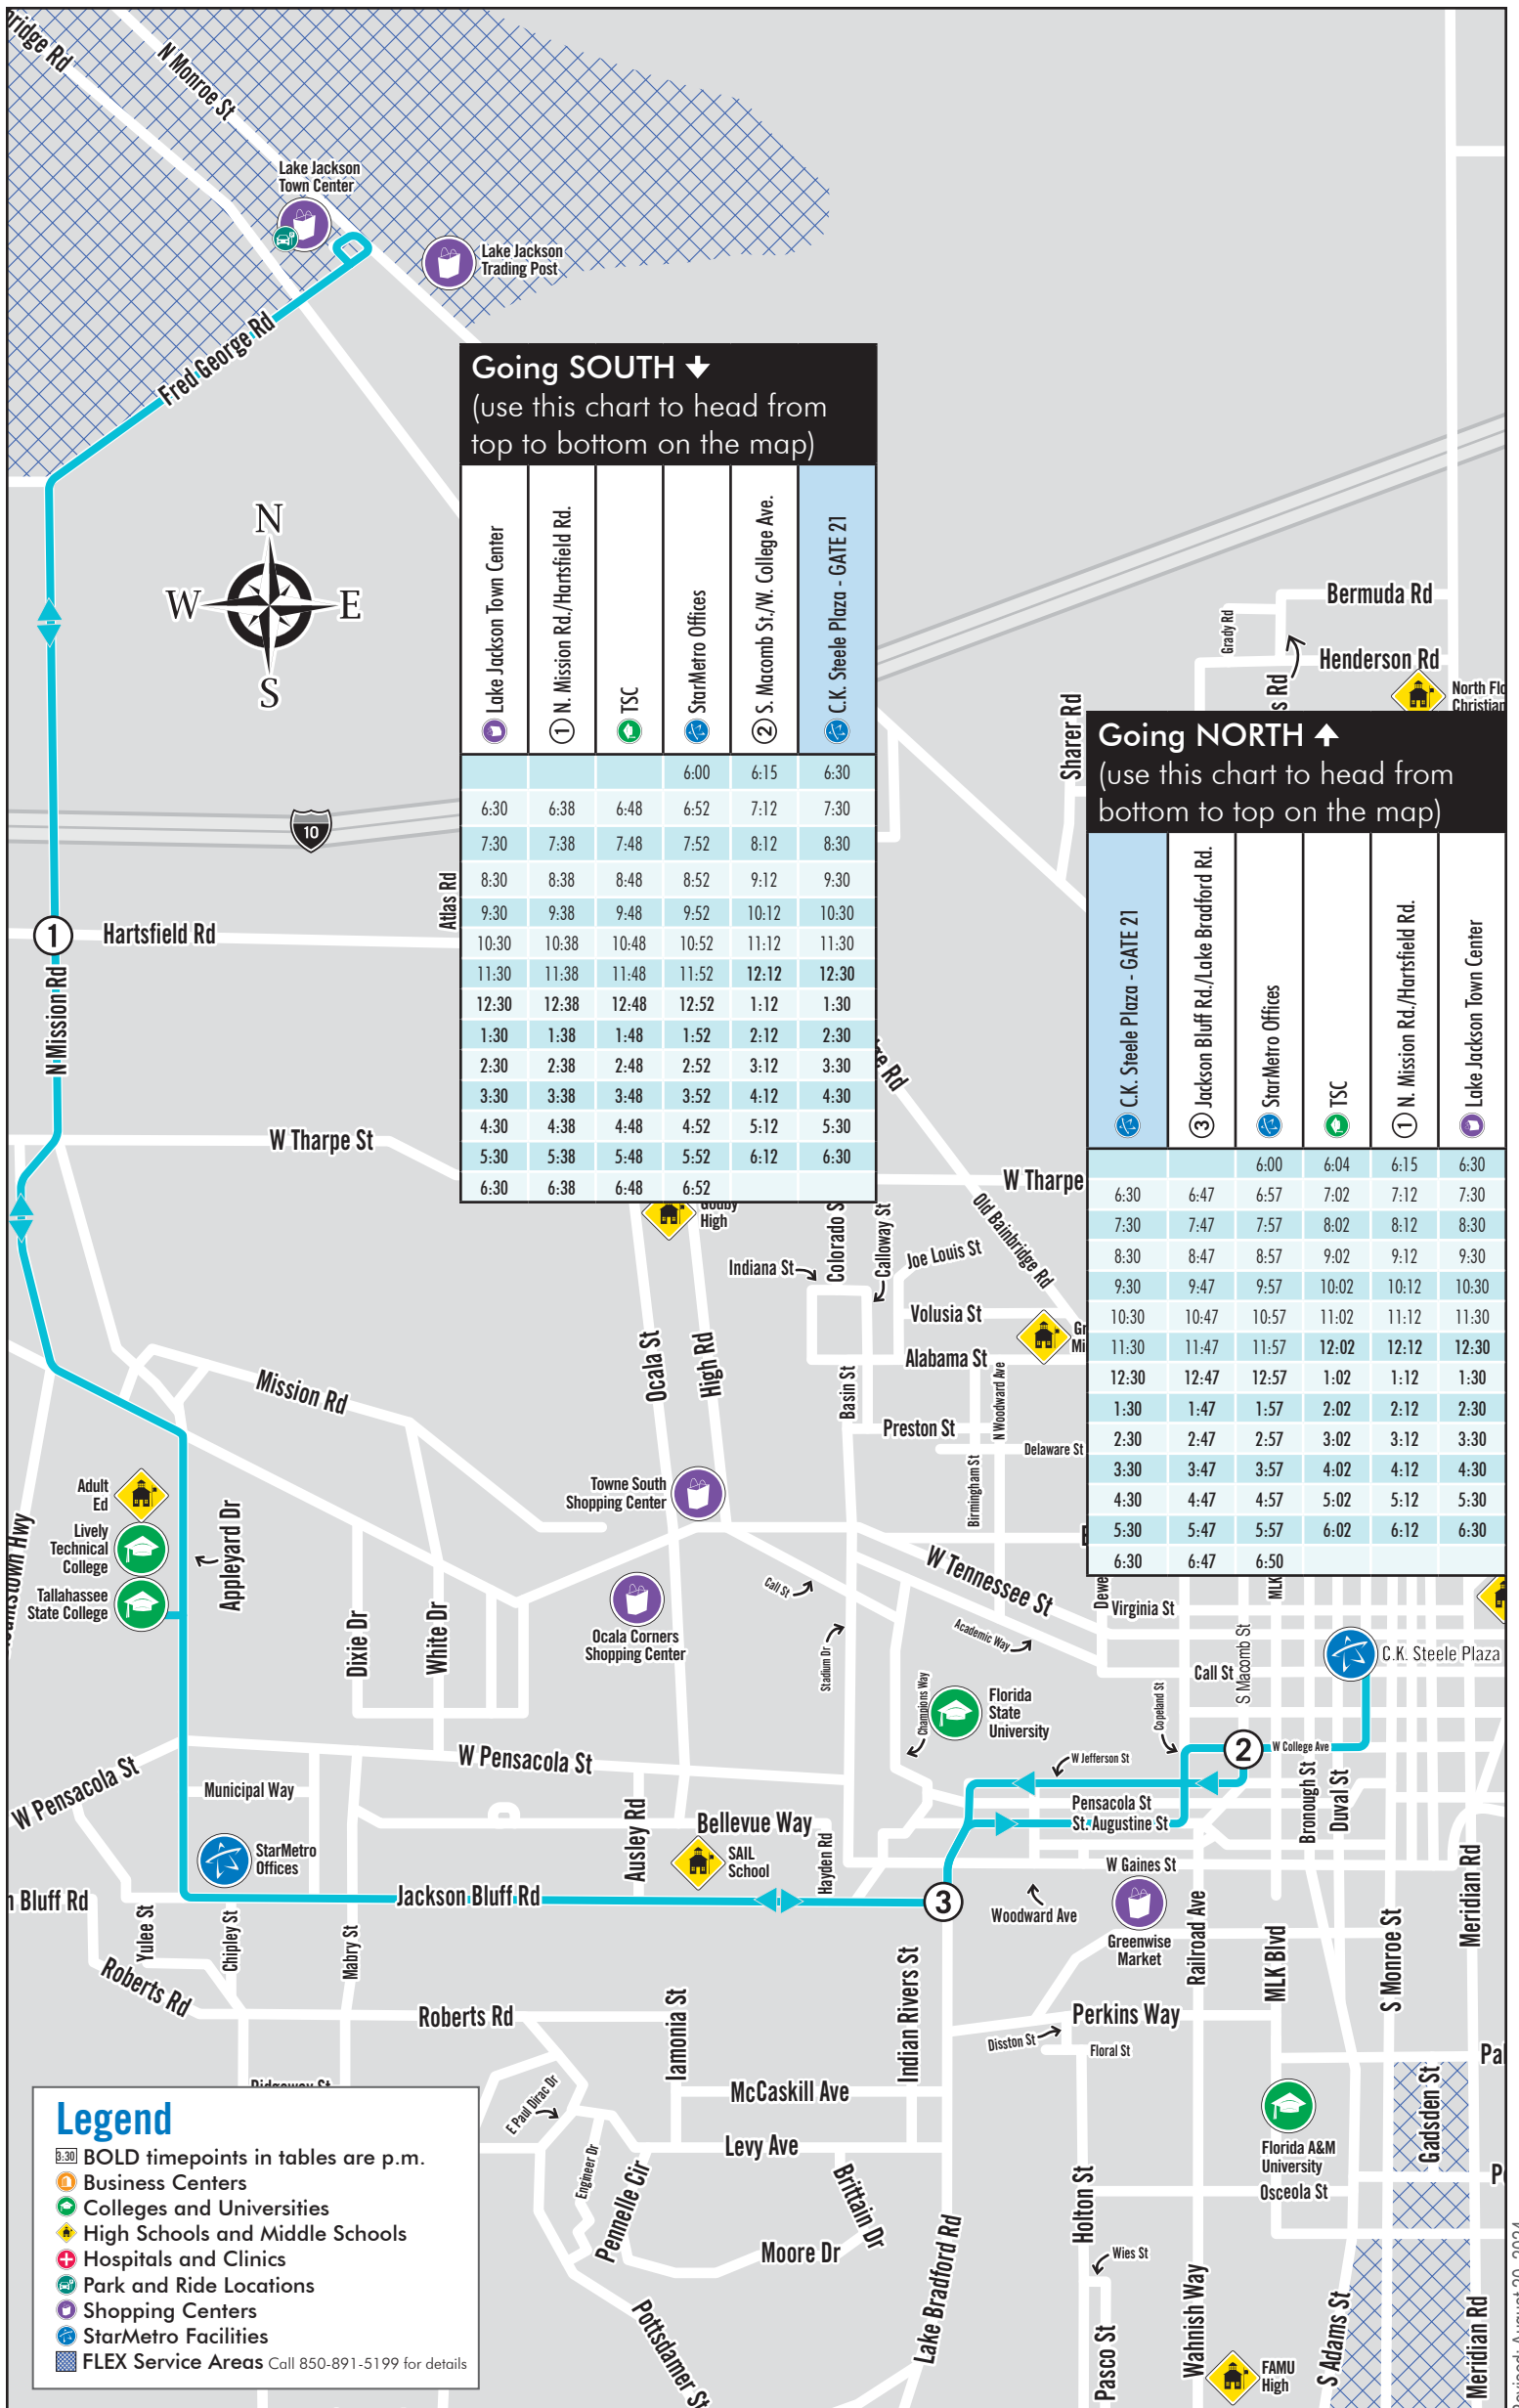 N Monroe St
Lake Jackson
Town Center
Lake Jackson
Trading Post
Fred George Rd
Going SOUTH
(use this chart to head from
top to bottom on the map)
Lake Jackson Town Center
1 N. Mission Rd./Hartsfield Rd.
TSC
StarMetro Offices
2 S. Macomb St./W. College Ave.
C.K. Steele Plaza - GATE 21
6:00 6:15 6:30
6:30 6:38 6:48 6:52 7:12 7:30
7:30 7:38 7:48 7:52 8:12 8:30
8:30 8:38 8:48 8:52 9:12 9:30
9:30 9:38 9:48 9:52 10:12 10:30
10:30 10:38 10:48 10:52 11:12 11:30
11:30 11:38 11:48 11:52 12:12 12:30
12:30 12:38 12:48 12:52 1:12 1:30
1:30 1:38 1:48 1:52 2:12 2:30
2:30 2:38 2:48 2:52 3:12 3:30
3:30 3:38 3:48 3:52 4:12 4:30
4:30 4:38 4:48 4:52 5:12 5:30
5:30 5:38 5:48 5:52 6:12 6:30
6:30 6:38 6:48 6:52
N
W E
S
Bermuda Rd
Grady Rd
Henderson Rd
s Rd
North Flo
Christian
Sharer Rd
Going NORTH
(use this chart to head from
bottom to top on the map)
C.K. Steele Plaza - GATE 21
3 Jackson Bluff Rd./Lake Bradford Rd.
StarMetro Offices
TSC
1 N. Mission Rd./Hartsfield Rd.
Lake Jackson Town Center
6:00 6:04 6:15 6:30
6:30 6:47 6:57 7:02 7:12 7:30
7:30 7:47 7:57 8:02 8:12 8:30
8:30 8:47 8:57 9:02 9:12 9:30
9:30 9:47 9:57 10:02 10:12 10:30
10:30 10:47 10:57 11:02 11:12 11:30
11:30 11:47 11:57 12:02 12:12 12:30
12:30 12:47 12:57 1:02 1:12 1:30
1:30 1:47 1:57 2:02 2:12 2:30
2:30 2:47 2:57 3:02 3:12 3:30
3:30 3:47 3:57 4:02 4:12 4:30
4:30 4:47 4:57 5:02 5:12 5:30
5:30 5:47 5:57 6:02 6:12 6:30
6:30 6:47 6:50
10
Atlas Rd
1
Hartsfield Rd
N Mission Rd
W Tharpe St
W Tharpe
High
Colorado S
Calloway St
Indiana St
Joe Louis St
Old Bainbridge Rd
Volusia St
Alabama St
Gr
Mi
Ocala St
High Rd
Basin St
N Woodward Ave
Preston St
Delaware St
Birmingham St
Mission Rd
Towne South
Shopping Center
Adult
Ed
Lively
Technical
College
Tallahassee
State College
Appleyard Dr
Dixie Dr
White Dr
Ocala Corners
Shopping Center
Call St
Stadium Dr
W Tennessee St
Academic Way
Dewe
MLK
Virginia St
S Macomb St
Call St
C.K. Steele Plaza
Copeland St
Champions Way
Florida
State
University
2
W College Ave
W Jefferson St
Pensacola St
St. Augustine St
Bronough St
Duval St
W Pensacola St
W Pensacola St
Municipal Way
StarMetro
Offices
Ausley Rd
Bellevue Way
SAIL
School
Hayden Rd
W Gaines St
n Bluff Rd
Jackson Bluff Rd
3
Woodward Ave
Greenwise
Market
Railroad Ave
MLK Blvd
S Monroe St
Meridian Rd
Yulee St
Chipley St
Mabry St
Roberts Rd
Roberts Rd
Iamonia St
Indian Rivers St
Perkins Way
Disston St
Floral St
McCaskill Ave
E Paul Dirac Dr
Engineer Dr
Levy Ave
Pennelle Cir
Brittain Dr
Moore Dr
Pottsdamer St
Lake Bradford Rd
Holton St
Wies St
Pasco St
Wahnish Way
Florida A&M
University
Osceola St
Gadsden St
Pa
S Adams St
Meridian Rd
FAMU
High
Legend
3:30 BOLD timepoints in tables are p.m.
Business Centers
Colleges and Universities
High Schools and Middle Schools
Hospitals and Clinics
Park and Ride Locations
Shopping Centers
StarMetro Facilities
FLEX Service Areas Call 850-891-5199 for details